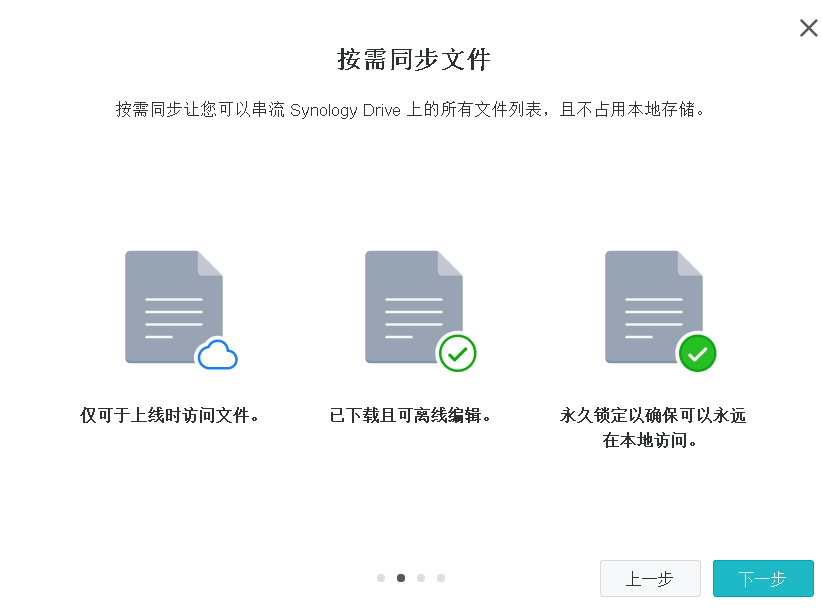 按需同步文件
按需同步让您可以串流 Synology Drive 上的所有文件列表，且不占用本地存储。
仅可于上线时访问文件。
已下载且可离线编辑。
永久锁定以确保可以永远
在本地访问。
上一步
下一步